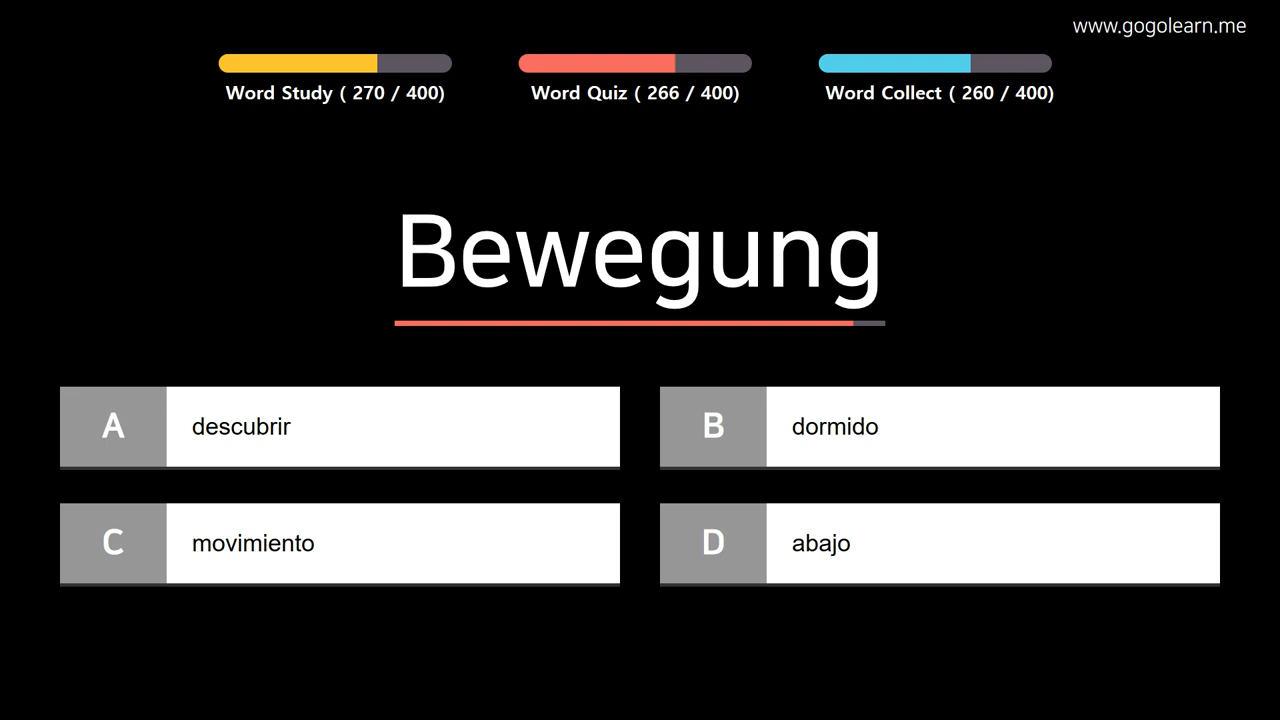 www.gogolearn.me
Word Study ( 270 / 400)
Word Quiz ( 266 / 400)
Word Collect ( 260 / 400)
Bewegung
A descubrir
B dormido
C movimiento
D abajo